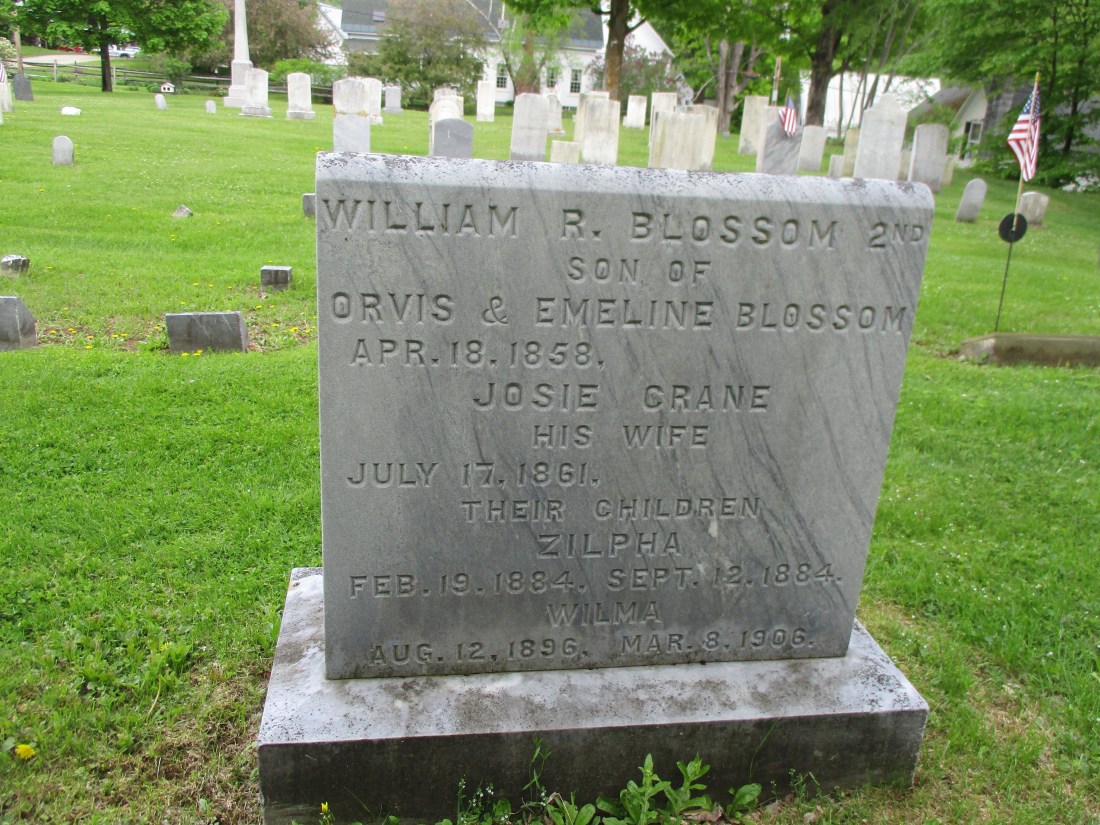 WILLIAM R. BLOSSOM 2ND
SON OF
ORVIS & EMELINE BLOSSOM
APR. 18. 1858.
JOSIE CRANE
HIS WIFE
JULY 17, 1861.
THEIR CHILDREN
ZILPHA
FEB. 19. 1884. SEPT. 12. 1884.
WILMA
AUG. 12, 1896. MAR. 8. 1906.